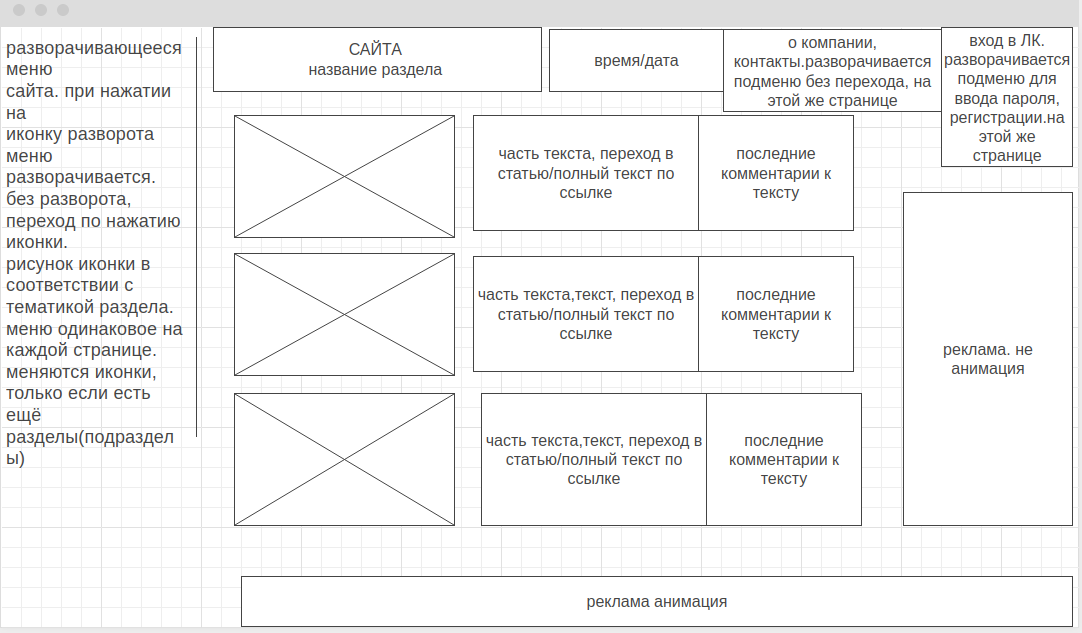 разворачивающееся
меню
сайта. при нажатии
на
иконку разворота
меню
разворачивается.
без разворота,
переход по нажатию
иконки.
рисунок иконки в
соответствии с
тематикой раздела.
меню одинаковое на
каждой странице.
меняются иконки,
только если есть
ещё
разделы(подраздел
ы)
САЙТА
название раздела
время/дата
о компании,
контакты.разворачивается
подменю без перехода, на
этой же странице
вход в ЛК.
разворачивается
подменю для
ввода пароля,
регистрации.на
этой же
странице
часть текста, переход в
статью/полный текст по
ссылке
последние
комментарии к
тексту
часть текста,текст, переход в
статью/полный текст по
ссылке
последние
комментарии к
тексту
часть текста,текст, переход в
статью/полный текст по
ссылке
последние
комментарии к
тексту
реклама. не
анимация
реклама анимация